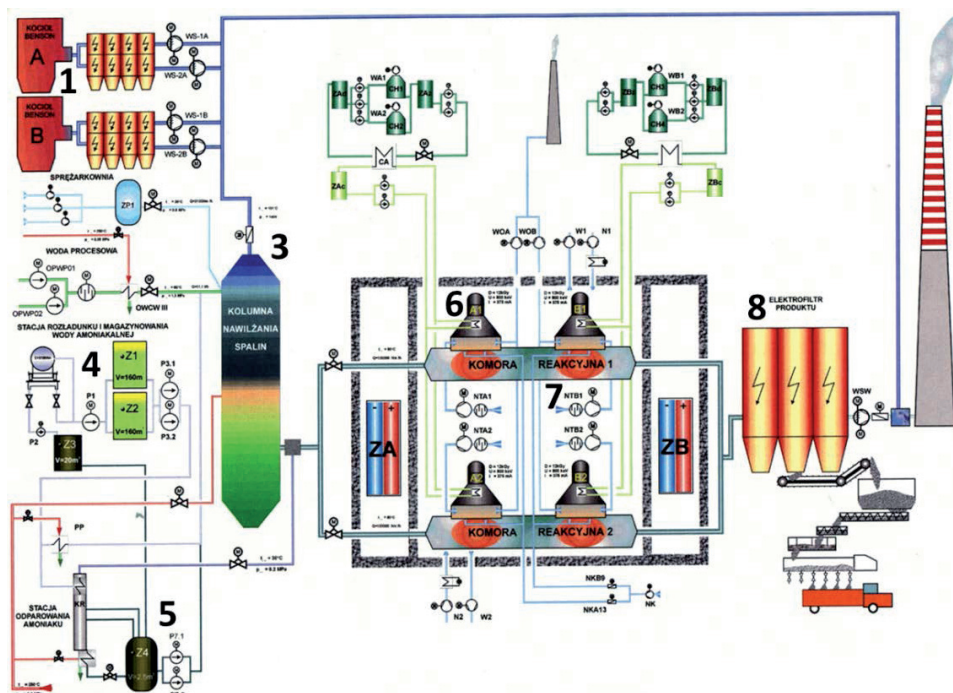 KOCIOŁ
BENSON
A
1
WS-1A
WS-2A
KOCIOŁ
BENSON
B
WS-1B
WS-2B
SPRĘŻARKOWNIA
ZP1
WODA PROCESOWA
OPWP01
OPWP02
OWCW III
STACJA ROZŁADUNKU I MAGAZYNOWANIA
WODY AMONIAKALNEJ
4
Z1
V=160m
Z2
V=160m
P1
P2
P3.1
P3.2
Z3
V=20m
PP
STACJA
ODPAROWANIA
AMONIAKU
KR
5
Z4
P7.1
3
KOLUMNA
NAWILŻANIA
SPALIN
WA1
CH1
WA2
CH2
CA
ZAc
WB1
CH3
WB2
CH4
ZBc
WOA
WOB
W1
N1
6
A1
B1
KOMORA
REAKCYJNA 1
7
NTA1
NTB1
NTA2
NTB2
ZA
ZB
A2
B2
KOMORA
REAKCYJNA 2
N2
W2
NKB9
NKA13
NK
8
ELEKTROFILTR
PRODUKTU
WSW